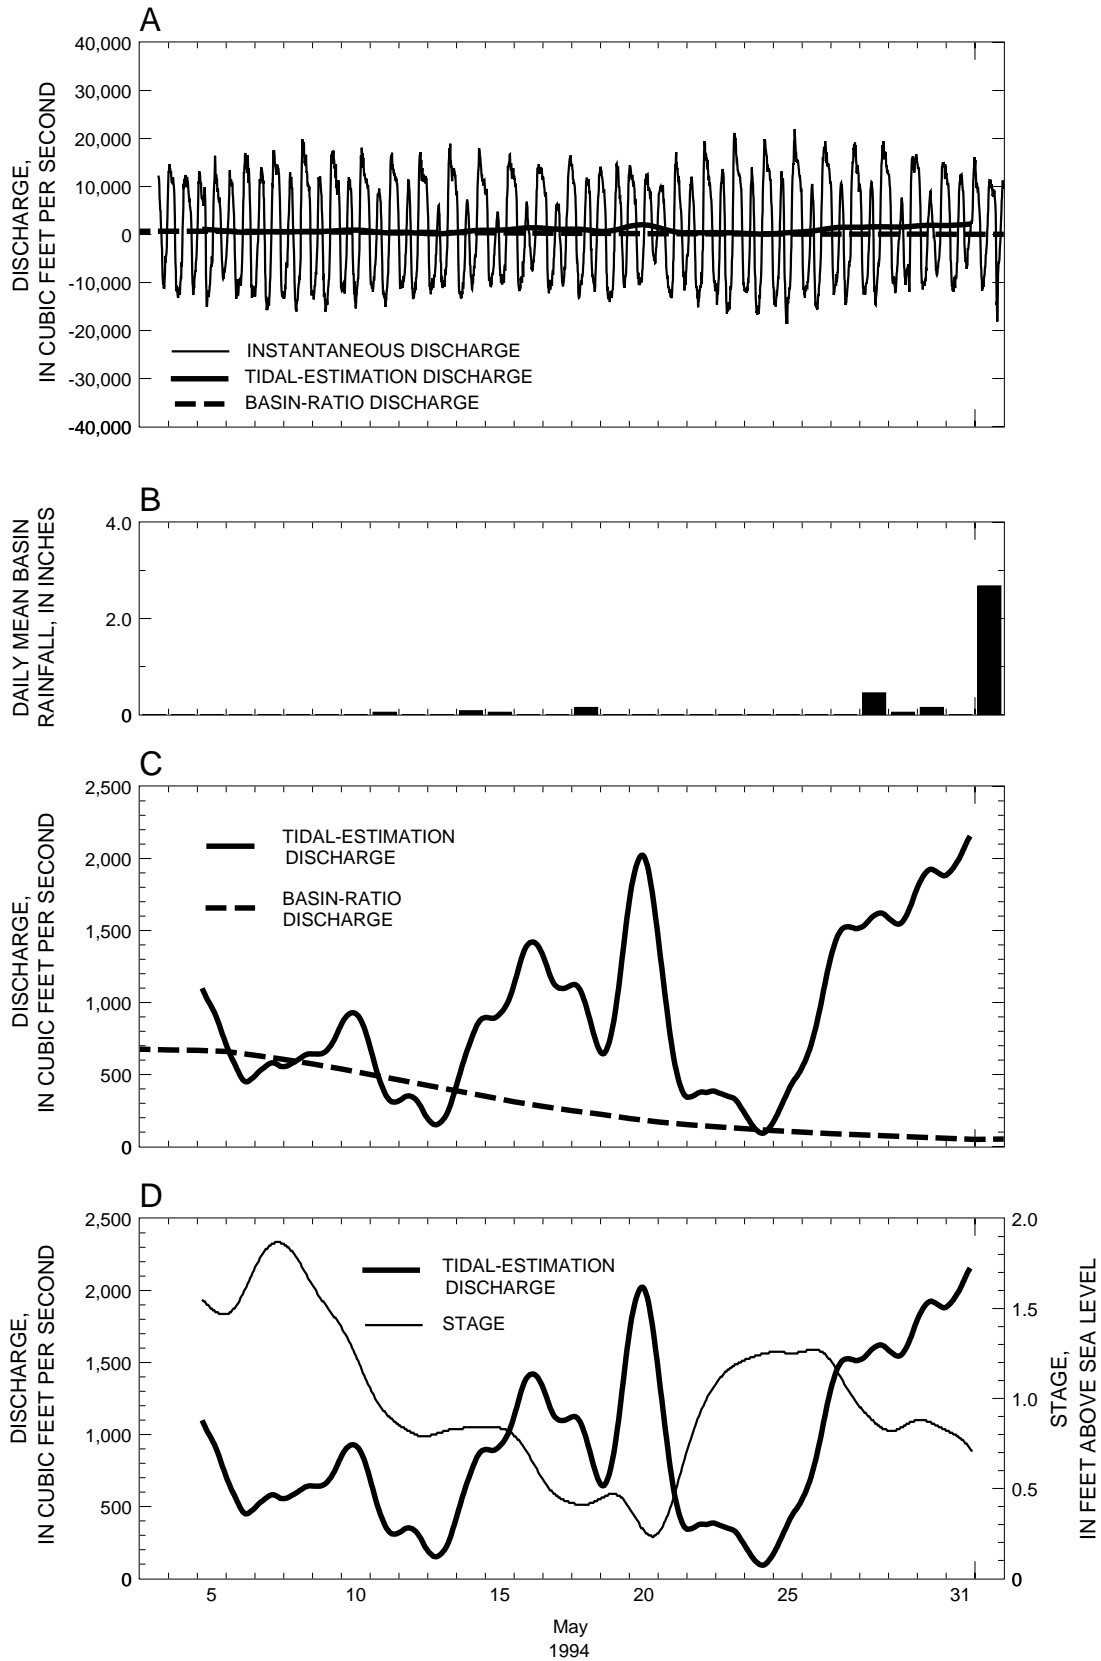 A
DISCHARGE,
IN CUBIC FEET PER SECOND
40,000
30,000
20,000
10,000
0
-10,000
-20,000
-30,000
-40,000
INSTANTANEOUS DISCHARGE
TIDAL-ESTIMATION DISCHARGE
BASIN-RATIO DISCHARGE
B
DAILY MEAN BASIN
RAINFALL, IN INCHES
4.0
2.0
0
C
DISCHARGE,
IN CUBIC FEET PER SECOND
2,500
2,000
1,500
1,000
500
0
TIDAL-ESTIMATION
DISCHARGE
BASIN-RATIO
DISCHARGE
D
DISCHARGE,
IN CUBIC FEET PER SECOND
2,500
2,000
1,500
1,000
500
0
TIDAL-ESTIMATION
DISCHARGE
STAGE
2.0
1.5
1.0
0.5
0
STAGE,
IN FEET ABOVE SEA LEVEL
5 10 15 20 25 31
May
1994